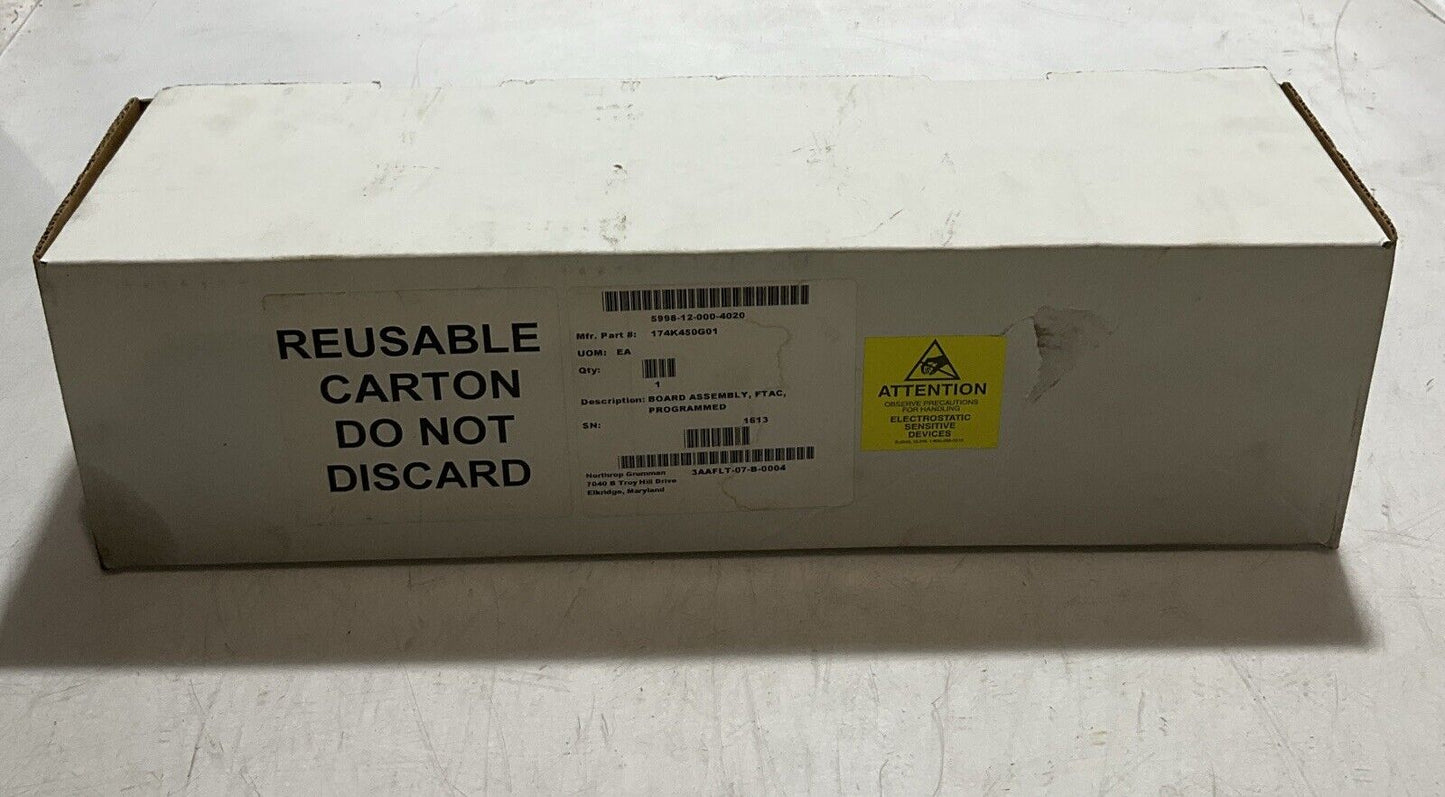 REUSABLE
CARTON
DO NOT
DISCARD
5998-12-000-4020
Mfr. Part #: 174K450G01
UOM: EA
Qty:
1
Description: BOARD ASSEMBLY, FTAC,
PROGRAMMED
SN: 1613
3AAFLT-07-B-0004
Northrop Grumman
7040 B Troy Hill Drive
Elkridge, Maryland
ATTENTION
OBSERVE PRECAUTIONS
FOR HANDLING
ELECTROSTATIC
SENSITIVE
DEVICES